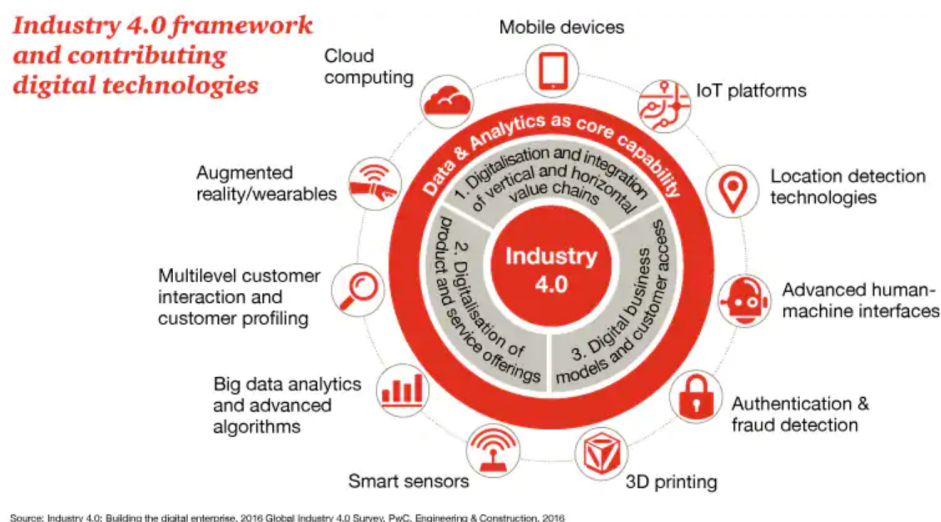 Industry 4.0 framework
and contributing
digital technologies
Mobile devices
Cloud
computing
IoT platforms
Augmented
reality/wearables
Location detection
technologies
Multilevel customer
interaction and
customer profiling
Advanced human-
machine interfaces
Big data analytics
and advanced
algorithms
Authentication &
fraud detection
Smart sensors
3D printing
Data & Analytics as core capability
1. Digitalisation and integration
of vertical and horizontal
value chains
2. Digitalisation of
product and service offerings
3. Digital business
models and customer access
Industry
4.0
Source: Industry 4.0: Building the digital enterprise, 2016 Global Industry 4.0 Survey, PwC, Engineering & Construction, 2016